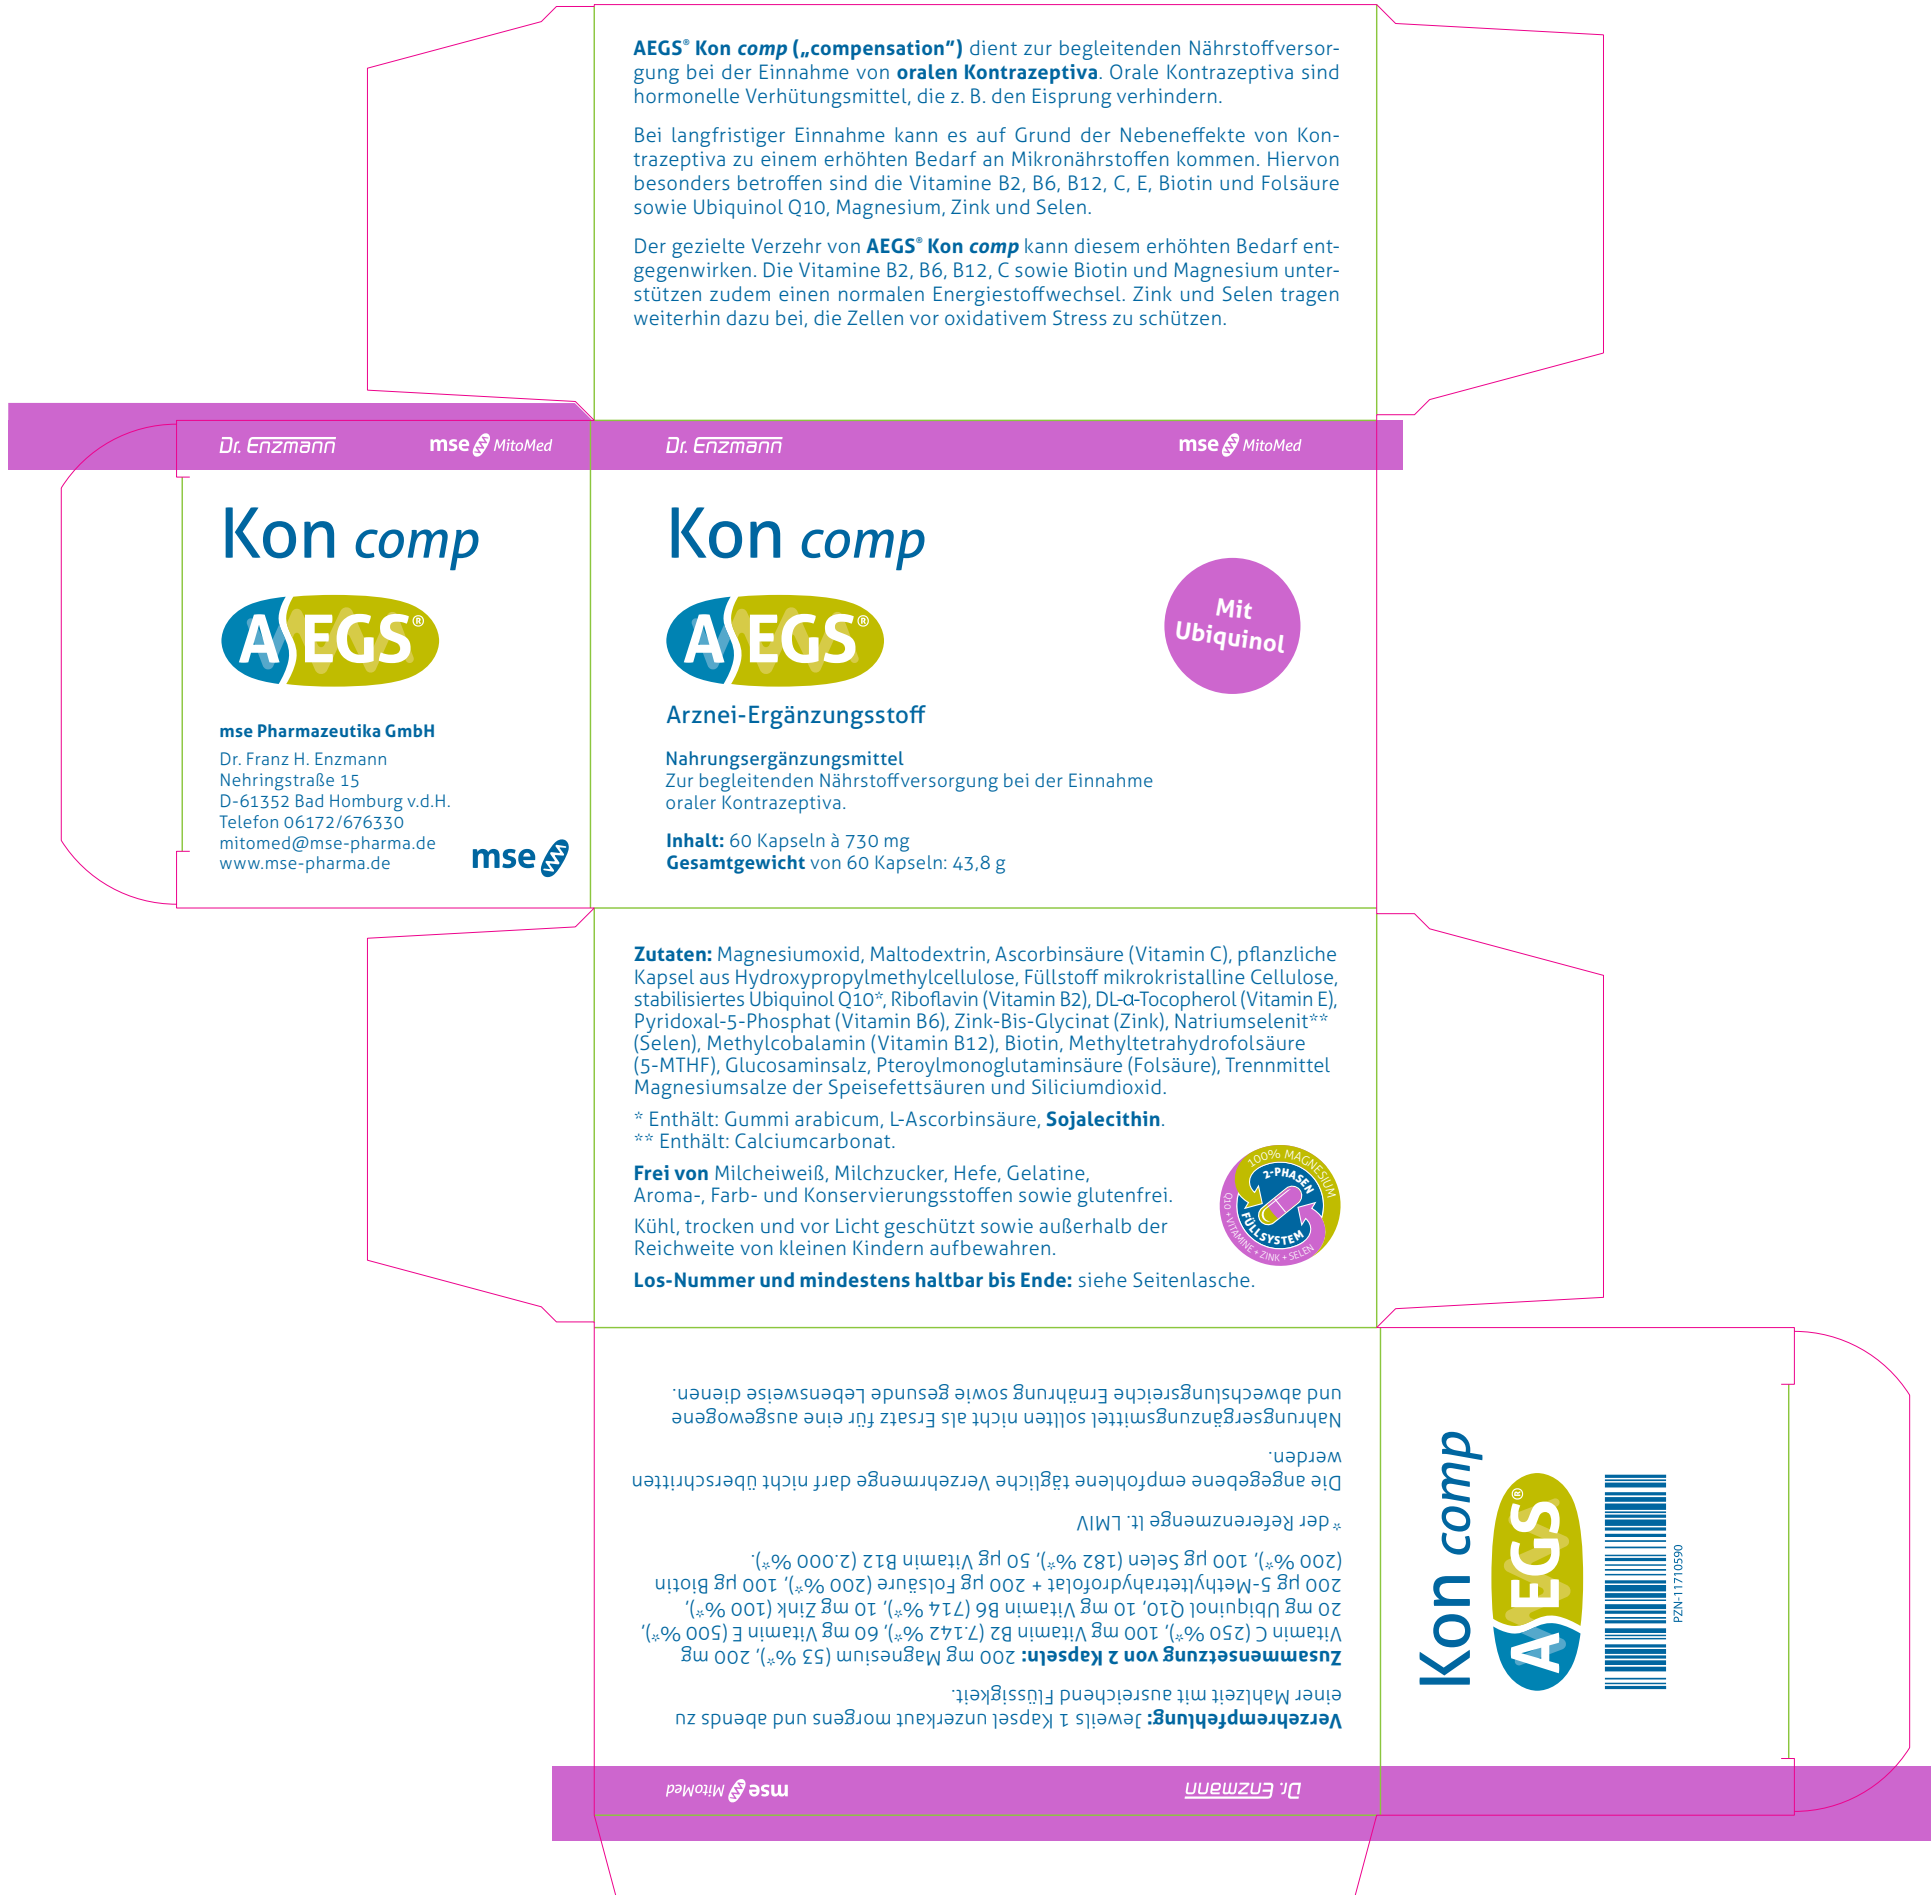 AEGS® Kon comp („compensation") dient zur begleitenden Nährstoffversor-
gung bei der Einnahme von oralen Kontrazeptiva. Orale Kontrazeptiva sind
hormonelle Verhütungsmittel, die z. B. den Eisprung verhindern.
Bei langfristiger Einnahme kann es auf Grund der Nebeneffekte von Kon-
trazeptiva zu einem erhöhten Bedarf an Mikronährstoffen kommen. Hiervon
besonders betroffen sind die Vitamine B2, B6, B12, C, E, Biotin und Folsäure
sowie Ubiquinol Q10, Magnesium, Zink und Selen.
Der gezielte Verzehr von AEGS® Kon comp kann diesem erhöhten Bedarf ent-
gegenwirken. Die Vitamine B2, B6, B12, C sowie Biotin und Magnesium unter-
stützen zudem einen normalen Energiestoffwechsel. Zink und Selen tragen
weiterhin dazu bei, die Zellen vor oxidativem Stress zu schützen.
Dr. Enzmann mse MitoMed
Kon comp
AEGS®
mse Pharmazeutika GmbH
Dr. Franz H. Enzmann
Nehringstraße 15
D-61352 Bad Homburg v.d.H.
Telefon 06172/676330
mitomed@mse-pharma.de
www.mse-pharma.de
mse
Dr. Enzmann mse MitoMed
Kon comp
AEGS®
Mit
Ubiquinol
Arznei-Ergänzungsstoff
Nahrungsergänzungsmittel
Zur begleitenden Nährstoffversorgung bei der Einnahme
oraler Kontrazeptiva.
Inhalt: 60 Kapseln à 730 mg
Gesamtgewicht von 60 Kapseln: 43,8 g
Zutaten: Magnesiumoxid, Maltodextrin, Ascorbinsäure (Vitamin C), pflanzliche
Kapsel aus Hydroxypropylmethylcellulose, Füllstoff mikrokristalline Cellulose,
stabilisiertes Ubiquinol Q10*, Riboflavin (Vitamin B2), DL-α-Tocopherol (Vitamin E),
Pyridoxal-5-Phosphat (Vitamin B6), Zink-Bis-Glycinat (Zink), Natriumselenit**
(Selen), Methylcobalamin (Vitamin B12), Biotin, Methyltetrahydrofolsäure
(5-MTHF), Glucosaminsalz, Pteroylmonoglutaminsäure (Folsäure), Trennmittel
Magnesiumsalze der Speisefettsäuren und Siliciumdioxid.
* Enthält: Gummi arabicum, L-Ascorbinsäure, Sojalecithin.
** Enthält: Calciumcarbonat.
Frei von Milcheiweiß, Milchzucker, Hefe, Gelatine,
Aroma-, Farb- und Konservierungsstoffen sowie glutenfrei.
Kühl, trocken und vor Licht geschützt sowie außerhalb der
Reichweite von kleinen Kindern aufbewahren.
Los-Nummer und mindestens haltbar bis Ende: siehe Seitenlasche.
100% MAGNESIUM
2-PHASEN
FÜLLSYSTEM
Q10 + VITAMINE + ZINK + SELEN
Dr. Enzmann mse MitoMed
Verzehrempfehlung: Jeweils 1 Kapsel unzerkaut morgens und abends zu
einer Mahlzeit mit ausreichend Flüssigkeit.
Zusammensetzung von 2 Kapseln: 200 mg Magnesium (53 %*), 200 mg
Vitamin C (250 %*), 100 mg Vitamin B2 (7.142 %*), 60 mg Vitamin E (500 %*),
20 mg Ubiquinol Q10, 10 mg Vitamin B6 (714 %*), 10 mg Zink (100 %*),
200 µg 5-Methyltetrahydrofolat + 200 µg Folsäure (200 %*), 100 µg Biotin
(200 %*), 100 µg Selen (182 %*), 50 µg Vitamin B12 (2.000 %*).
*der Referenzmenge lt. LMIV
Die angegebene empfohlene tägliche Verzehrmenge darf nicht überschritten
werden.
Nahrungsergänzungsmittel sollten nicht als Ersatz für eine ausgewogene
und abwechslungsreiche Ernährung sowie gesunde Lebensweise dienen.
Kon comp
AEGS®
PZN-11710590